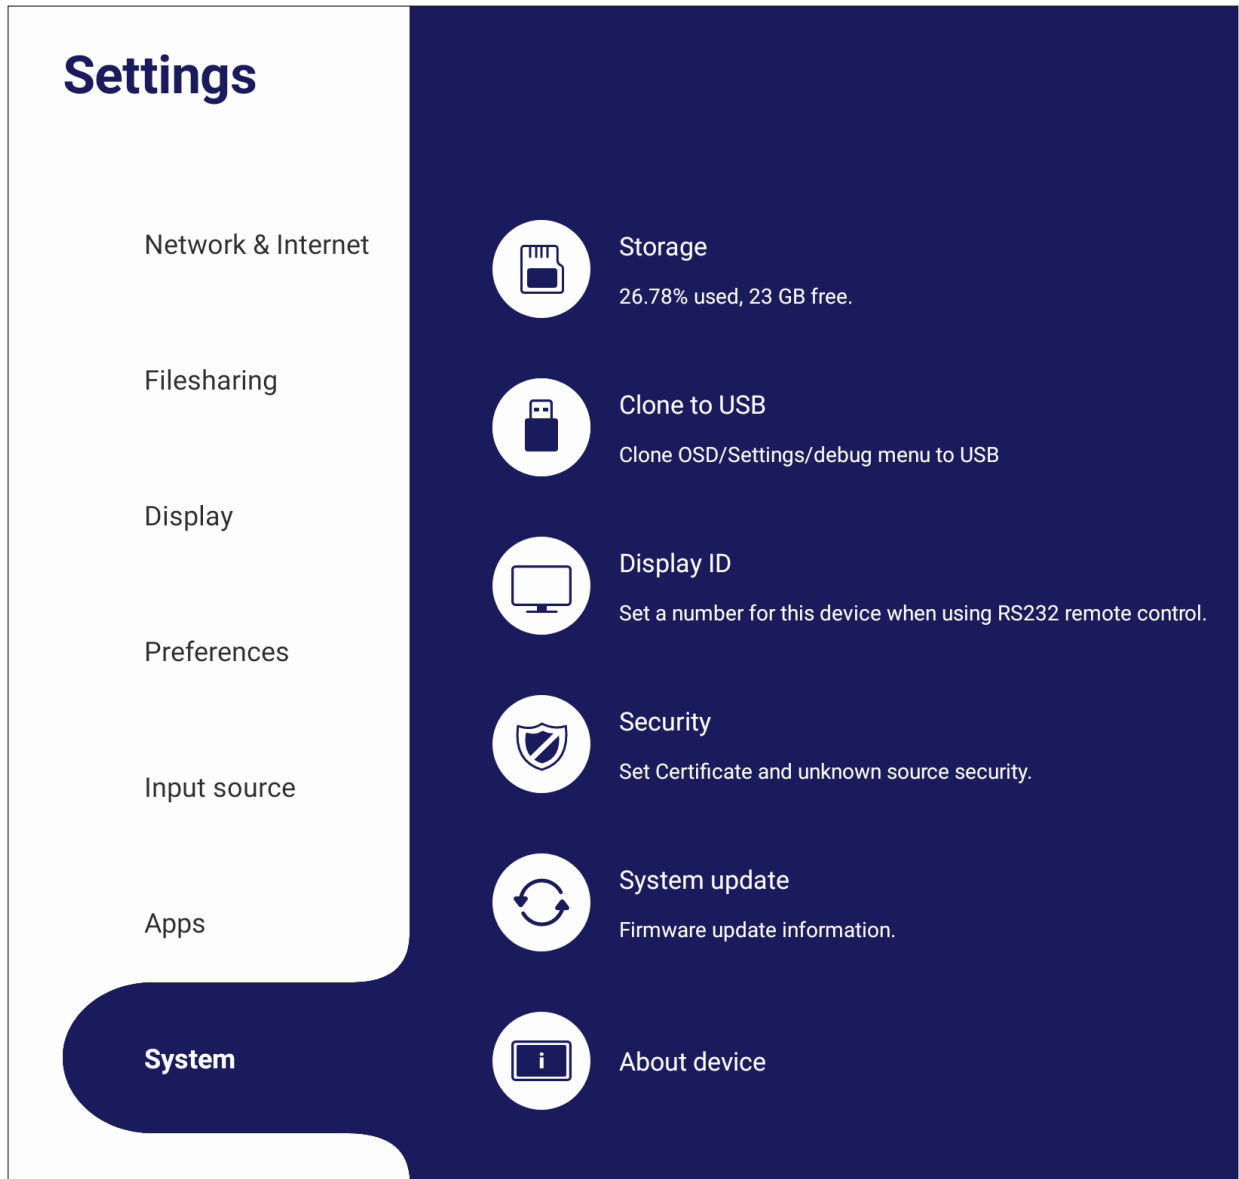 Settings
Network & Internet
Filesharing
Display
Preferences
Input source
Apps
System
Storage
26.78% used, 23 GB free.
Clone to USB
Clone OSD/Settings/debug menu to USB
Display ID
Set a number for this device when using RS232 remote control.
Security
Set Certificate and unknown source security.
System update
Firmware update information.
i
About device